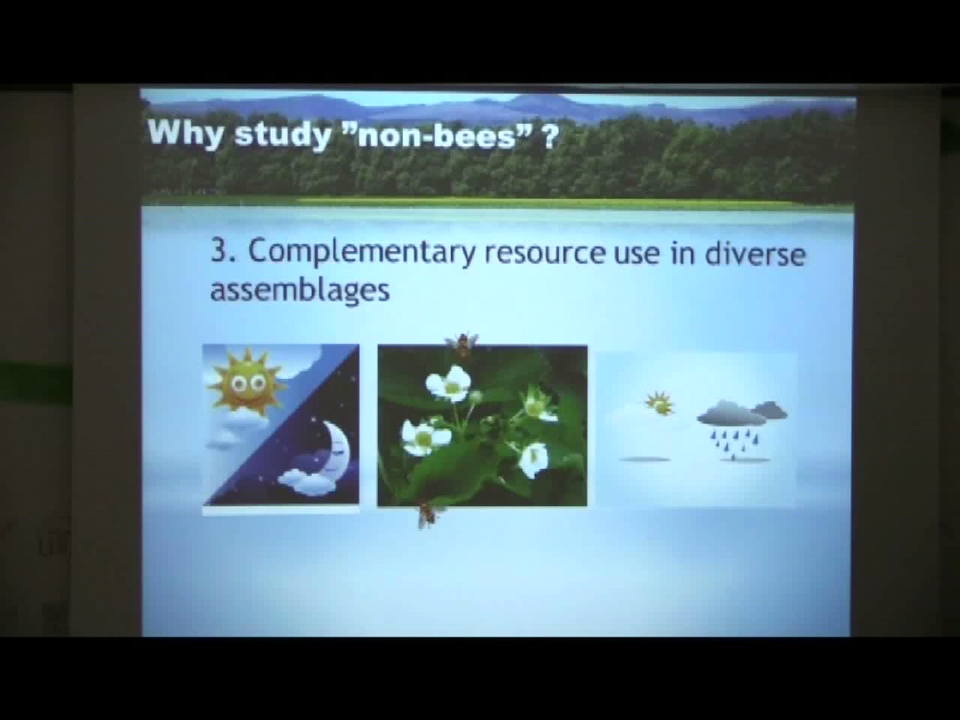 Why study ”non-bees” ?
3. Complementary resource use in diverse
assemblages